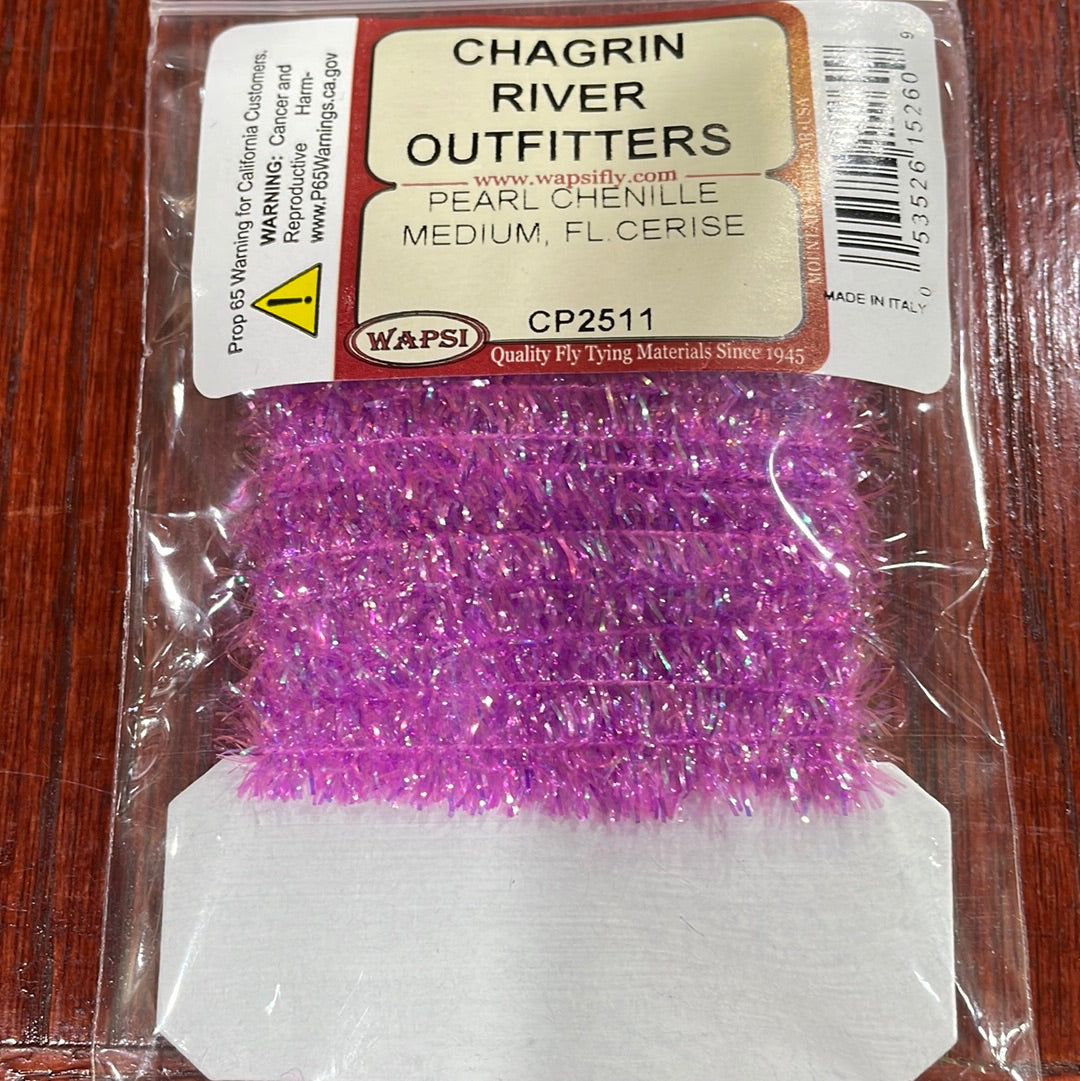 Prop 65 Warning for California Customers.
WARNING: Cancer and
Reproductive Harm-
www.P65Warnings.ca.gov
CHAGRIN
RIVER
OUTFITTERS
www.wapsifly.com
PEARL CHENILLE
MEDIUM, FL.CERISE
CP2511
WAPSI
Quality Fly Tying Materials Since 1945
0 53526 15260 9
MADE IN ITALY